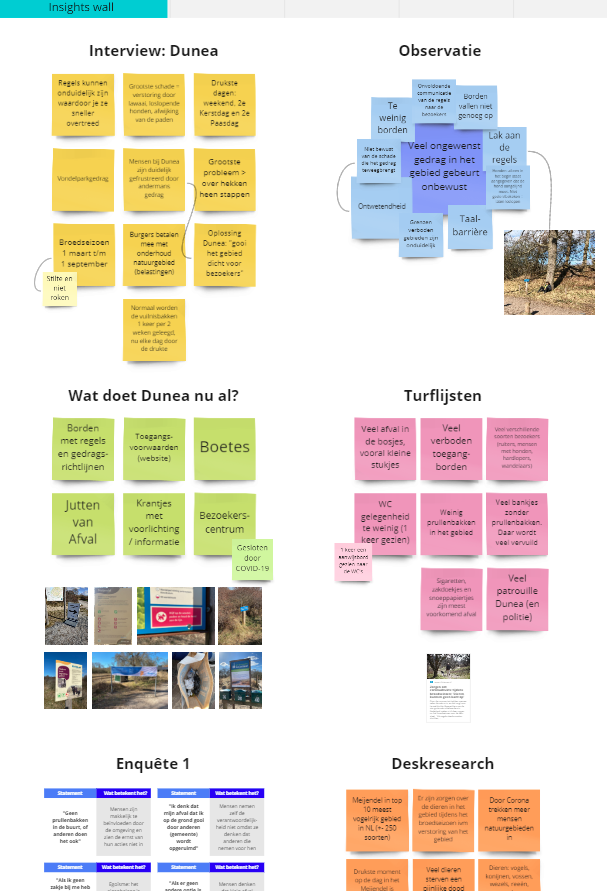 Insights wall
Interview: Dunea
Regels kunnen
onduidelijk zijn
waardoor je ze
sneller
overtreed
Grootste schade =
verstoring door
lawaai, loslopende
honden, afwijking
van de paden
Drukste
dagen:
weekend, 2e
Kerstdag en 2e
Paasdag
Vondelparkgedrag
Mensen bij Dunea
zijn duidelijk
gefrustreerd door
andermans
gedrag
Grootste
probleem >
over hekken
heen stappen
Broedseizoen
1 maart t/m
1 september
Stilte en
niet
roken
Burgers betalen
mee met
onderhoud
natuurgebied
(belastingen)
Oplossing
Dunea: "gooi
het gebied
dicht voor
bezoekers"
Normaal worden
de vuilnisbakken
1 keer per 2
weken geleegd,
nu elke dag door
de drukte
Observatie
Onvoldoende
communicatie
van de regels
naar de
bezoekers
Borden
vallen niet
genoeg op
Te
weinig
borden
Lak aan
de
regels
Niet bewust
van de schade
die het gedrag
teweegbrengt
Veel ongewenst
gedrag in het
gebied gebeurt
onbewust
Ontwetendheid
Grenzen
verboden
gebieden zijn
onduidelijk
Taal-
barrière
Wat doet Dunea nu al?
Borden
met regels
en gedrags-
richtlijnen
Toegangs-
voorwaarden
(website)
Boetes
Jutten
van
Afval
Krantjes
met
voorlichting
/ informatie
Bezoekers-
centrum
Gesloten
door
COVID-19
Turflijsten
Veel afval in
de bosjes,
vooral kleine
stukjes
Veel
verboden
toegang-
borden
Veel verschillende
soorten bezoekers
(ruiters, mensen
met honden,
hardlopers,
wandelaars)
WC
gelegenheid
te weinig (1
keer gezien)
1 keer een
aanwijsbord
gezien naar
de WC's
Weinig
prullenbakken
in het gebied
Veel bankjes
zonder
prullenbakken.
Daar wordt
veel vervuild
Sigaretten,
zakdoekjes en
snoeppapiertjes
zijn meest
voorkomend afval
Veel
patrouille
Dunea (en
politie)
Enquête 1
Statement
Wat betekent het?
Statement
Wat betekent het?
"Geen
prullenbakken
in de buurt, of
anderen doen
het ook"
Mensen zijn
makkelijk te
beïnvloeden door
de omgeving en
zien de ernst van
hun acties niet in
"Ik denk dat
mijn afval dat ik
op de grond gooi
door anderen
(gemeente)
wordt
opgeruimd"
Mensen nemen
zelf de
verantwoordelijk-
heid niet omdat ze
denken dat
anderen die
nemen voor hen
Statement
Wat betekent het?
Statement
Wat betekent het?
"Als ik geen
zakje bij me heb
Egoïsme: het
"Als er geen
Mensen denken
Deskresearch
Meijendel in top
10 meest
vogelrijk gebied
in NL (+- 250
soorten)
Er zijn zorgen over
de dieren in het
gebied tijdens het
broedseizoen ivm
verstoring van het
gebied
Door Corona
trekken meer
mensen
natuurgebieden
in
Drukste moment
op de dag in het
Meijendel is
Veel dieren
sterven een
pijnlijke dood
Dieren: vogels,
konijnen, vossen,
wezels, reeën,